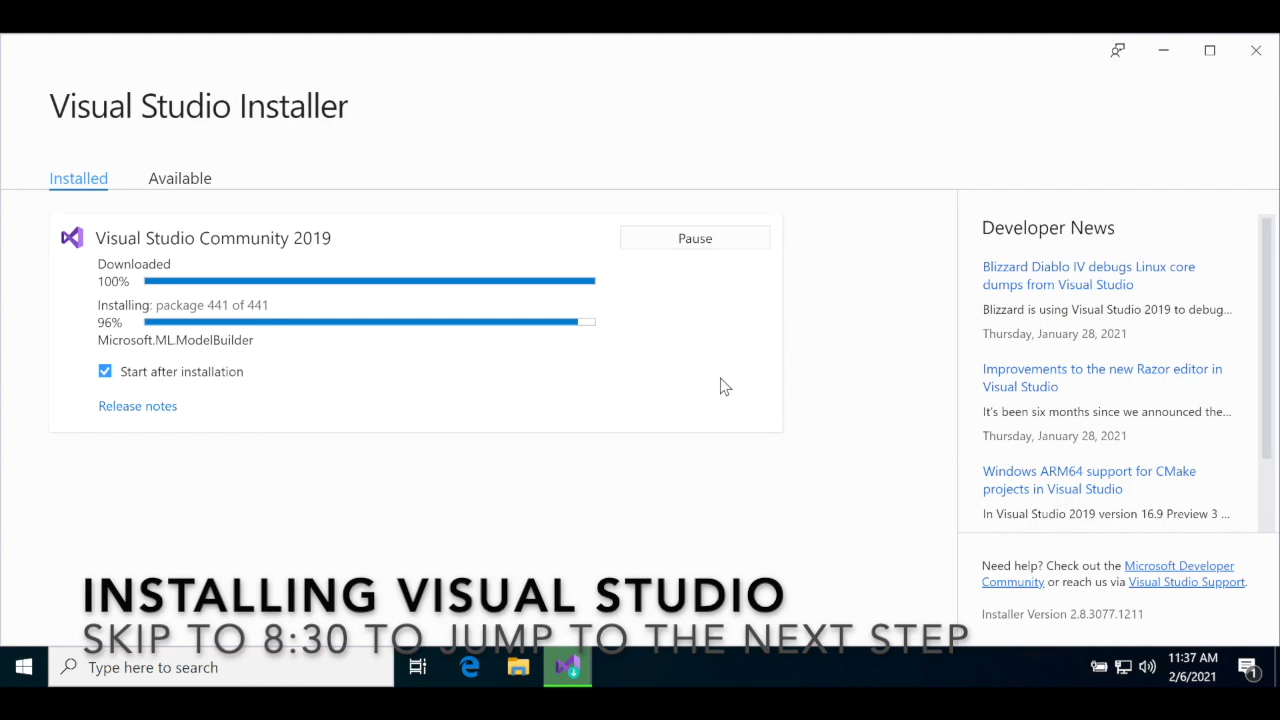 Visual Studio Installer
Installed
Available
Visual Studio Community 2019
Pause
Downloaded
100%
Installing: package 441 of 441
96%
Microsoft.ML.ModelBuilder
Start after installation
Release notes
Developer News
Blizzard Diablo IV debugs Linux core
dumps from Visual Studio
Blizzard is using Visual Studio 2019 to debug...
Thursday, January 28, 2021
Improvements to the new Razor editor in
Visual Studio
It's been six months since we announced the...
Thursday, January 28, 2021
Windows ARM64 support for CMake
projects in Visual Studio
In Visual Studio 2019 version 16.9 Preview 3 ...
Need help? Check out the Microsoft Developer
Community or reach us via Visual Studio Support.
Installer Version 2.8.3077.1211
INSTALLING VISUAL STUDIO
SKIP TO 8:30 TO JUMP TO THE NEXT STEP
Type here to search
11:37 AM
2/6/2021
1